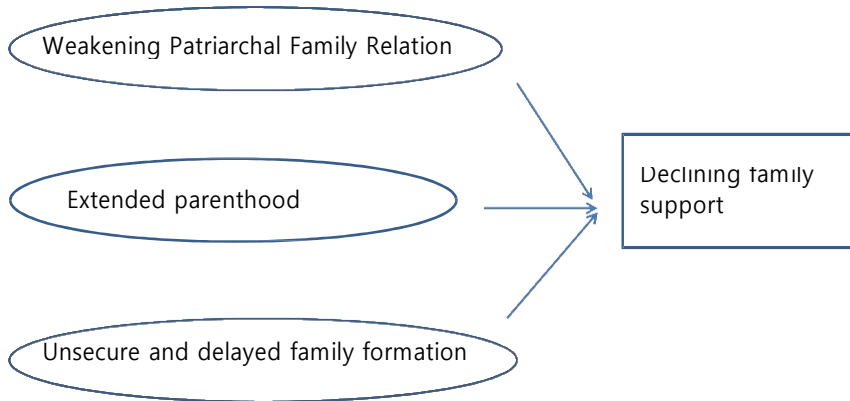 Weakening Patriarchal Family Relation
Extended parenthood
Unsecure and delayed family formation
Declining family
support